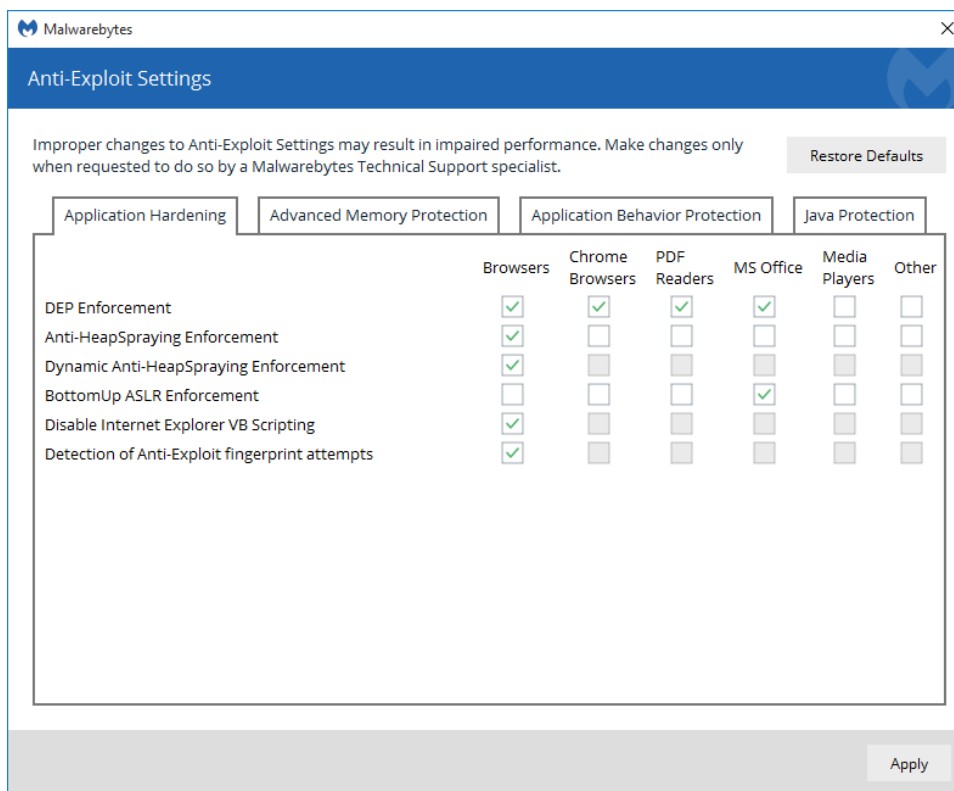 Malwarebytes
Anti-Exploit Settings
Improper changes to Anti-Exploit Settings may result in impaired performance. Make changes only
when requested to do so by a Malwarebytes Technical Support specialist.
Restore Defaults
Application Hardening
Advanced Memory Protection
Application Behavior Protection
Java Protection
Browsers
Chrome
Browsers
PDF
Readers
MS Office
Media
Players
Other
DEP Enforcement
Anti-HeapSpraying Enforcement
Dynamic Anti-HeapSpraying Enforcement
BottomUp ASLR Enforcement
Disable Internet Explorer VB Scripting
Detection of Anti-Exploit fingerprint attempts
Apply